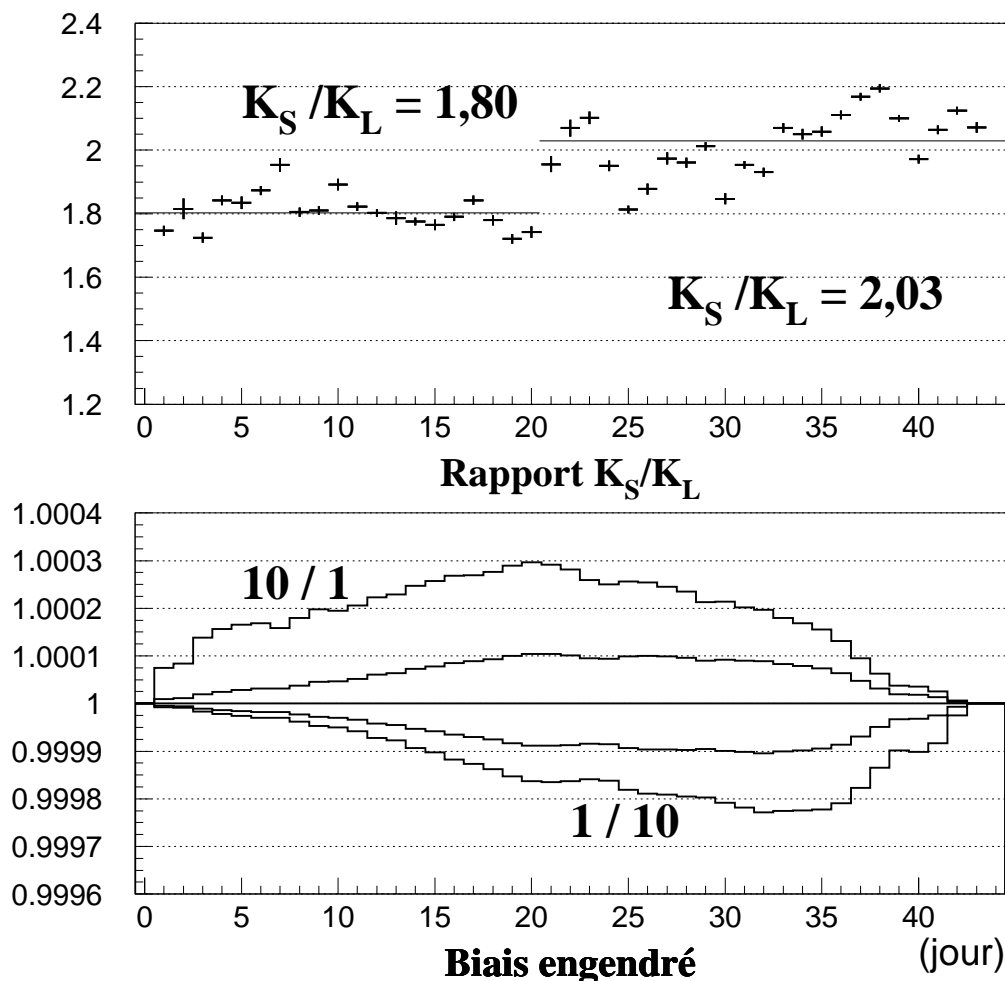 2.4
2.2
2
1.8
1.6
1.4
1.2
K_S /K_L = 1,80
K_S /K_L = 2,03
0 5 10 15 20 25 30 35 40
Rapport K_S/K_L
1.0004
1.0003
1.0002
1.0001
1
0.9999
0.9998
0.9997
0.9996
10 / 1
1 / 10
0 5 10 15 20 25 30 35 40
(jour)
Biais engendré